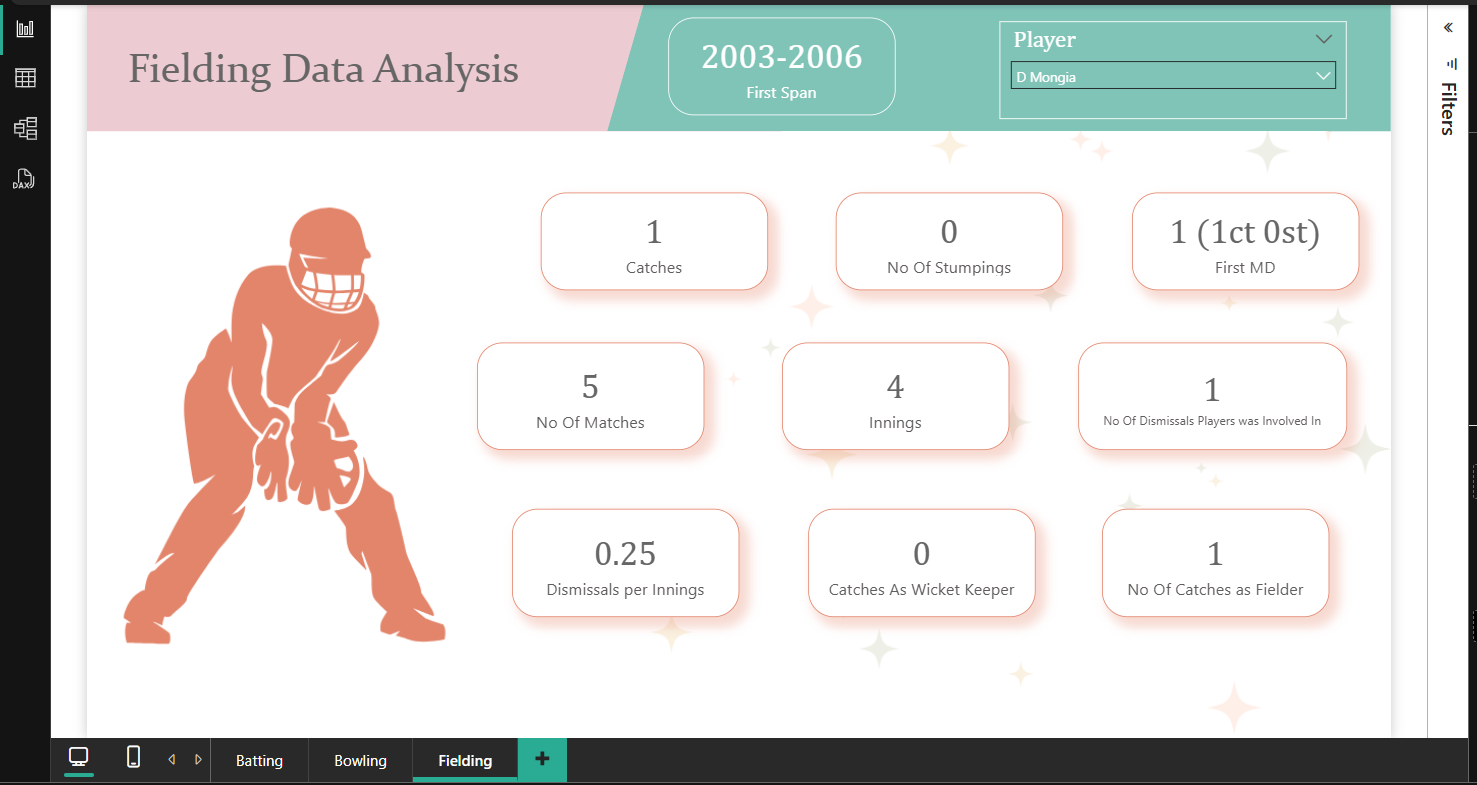 Fielding Data Analysis
2003-2006
First Span
Player
D Mongia
Filters
DAX
1
Catches
0
No Of Stumpings
1 (1ct 0st)
First MD
5
No Of Matches
4
Innings
1
No Of Dismissals Players was Involved In
0.25
Dismissals per Innings
0
Catches As Wicket Keeper
1
No Of Catches as Fielder
Batting
Bowling
Fielding